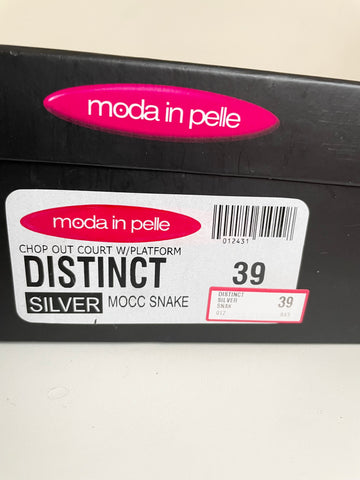 moda in pelle
moda in pelle
012431
CHOP OUT COURT W/PLATFORM
DISTINCT 39
SILVER MOCC SNAKE
DISTINCT
SILVER 39
SNAK